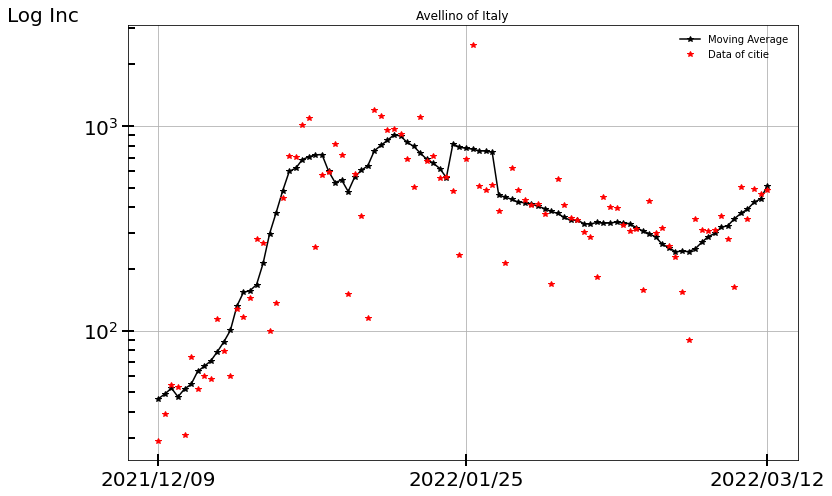 Log Inc
Avellino of Italy
Moving Average
Data of citie
10³
10²
2021/12/09
2022/01/25
2022/03/12